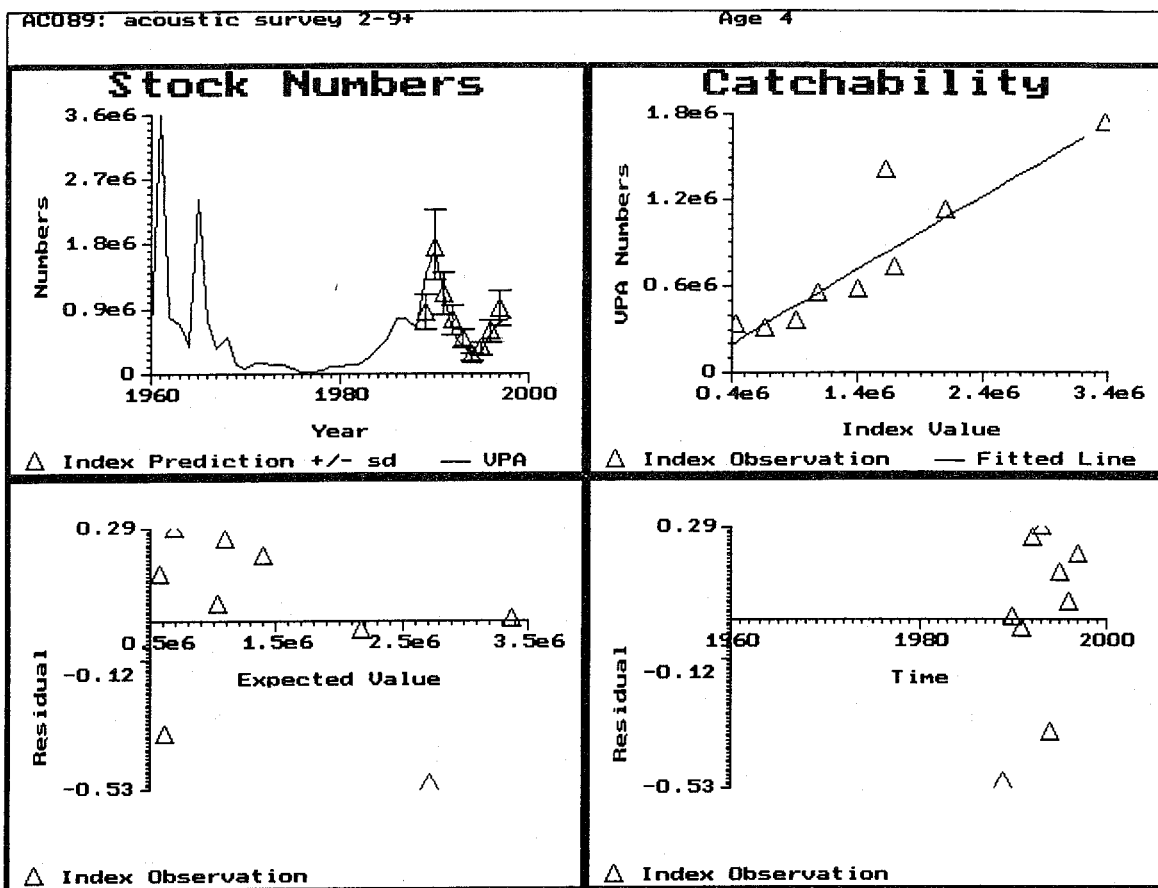 ACO89: acoustic survey 2-9+ Age 4
Stock Numbers
3.6e6
2.7e6
1.8e6
0.9e6
0
Numbers
1960 1980 2000
Year
△ Index Prediction +/- sd — VPA
Catchability
1.8e6
1.2e6
0.6e6
0
VPA Numbers
0.4e6 1.4e6 2.4e6 3.4e6
Index Value
△ Index Observation — Fitted Line
0.29
-0.12
-0.53
Residual
0.5e6 1.5e6 2.5e6 3.5e6
Expected Value
△ Index Observation
0.29
-0.12
-0.53
Residual
1960 1980 2000
Time
△ Index Observation